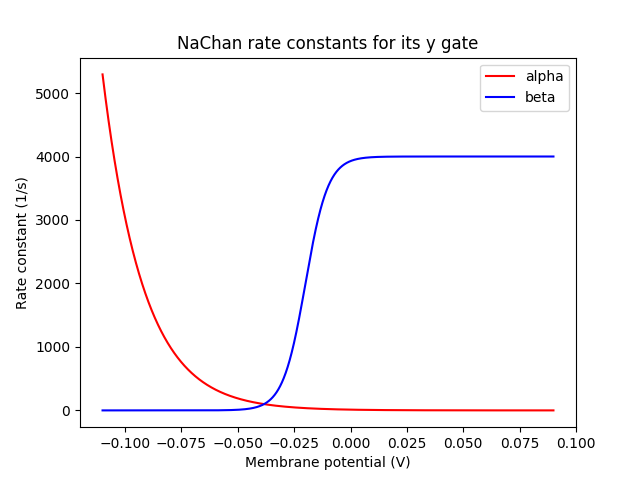 NaChan rate constants for its y gate
alpha
beta
Rate constant (1/s)
5000
4000
3000
2000
1000
0
−0.100 −0.075 −0.050 −0.025 0.000 0.025 0.050 0.075 0.100
Membrane potential (V)